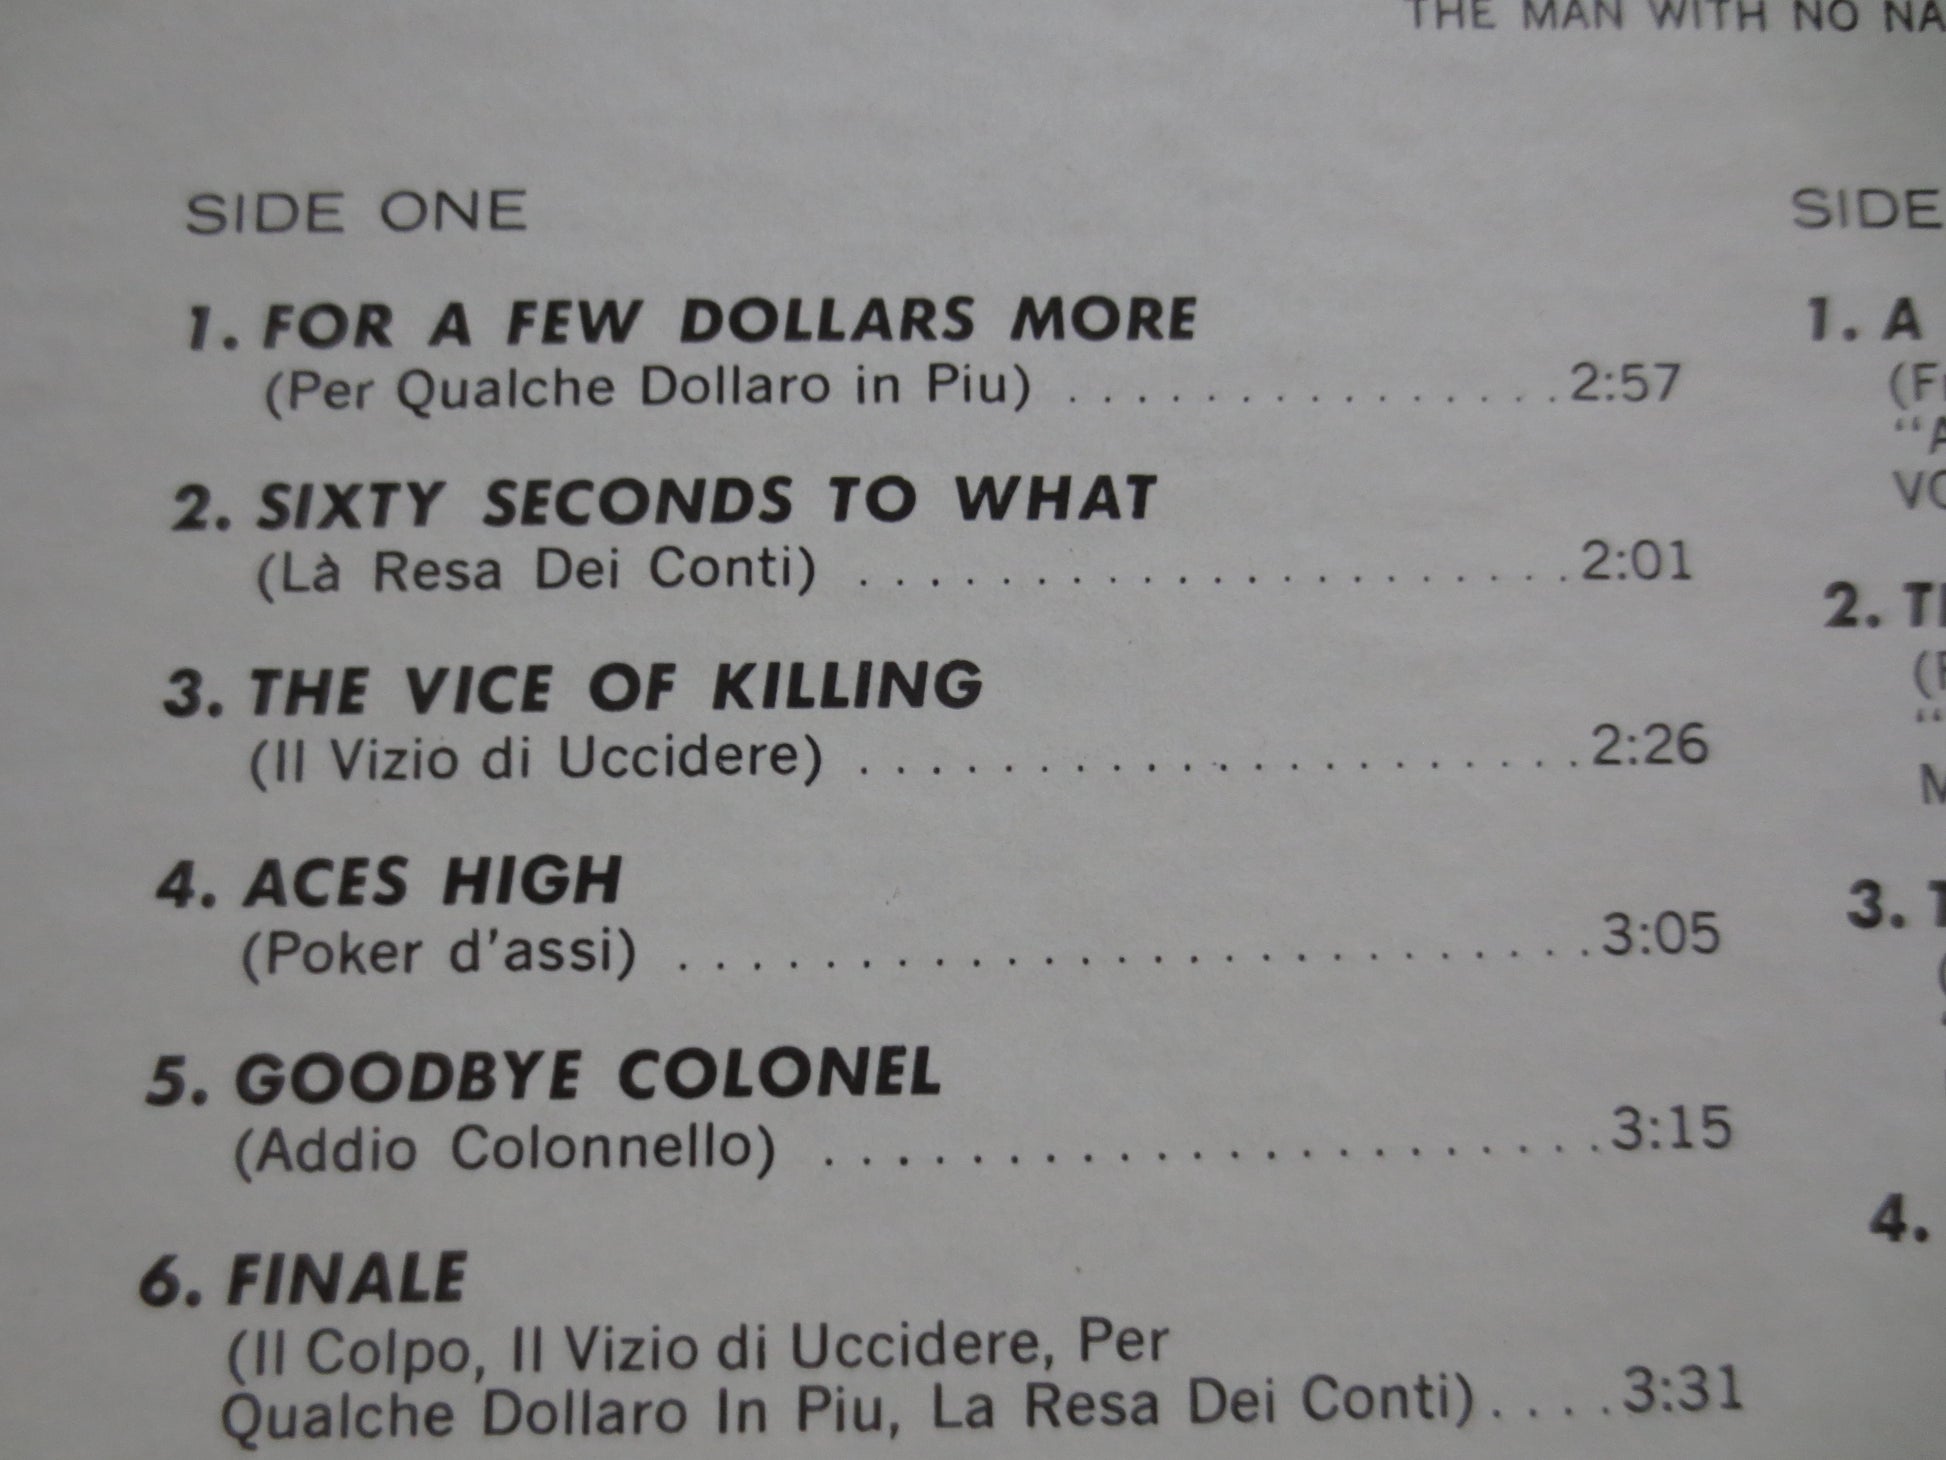 THE MAN WITH NO
SIDE ONE
1. FOR A FEW DOLLARS MORE
(Per Qualche Dollaro in Piu) . . . . . . . . . . . . . . . 2:57
2. SIXTY SECONDS TO WHAT
(Là Resa Dei Conti) . . . . . . . . . . . . . . . . . . . . . 2:01
3. THE VICE OF KILLING
(Il Vizio di Uccidere) . . . . . . . . . . . . . . . . . . . . . 2:26
4. ACES HIGH
(Poker d'assi) . . . . . . . . . . . . . . . . . . . . . . . . . . 3:05
5. GOODBYE COLONEL
(Addio Colonnello) . . . . . . . . . . . . . . . . . . . . . . 3:15
6. FINALE
(Il Colpo, Il Vizio di Uccidere, Per
Qualche Dollaro In Piu, La Resa Dei Conti) . . . . 3:31
SIDE
1. A
2.
3.
4.